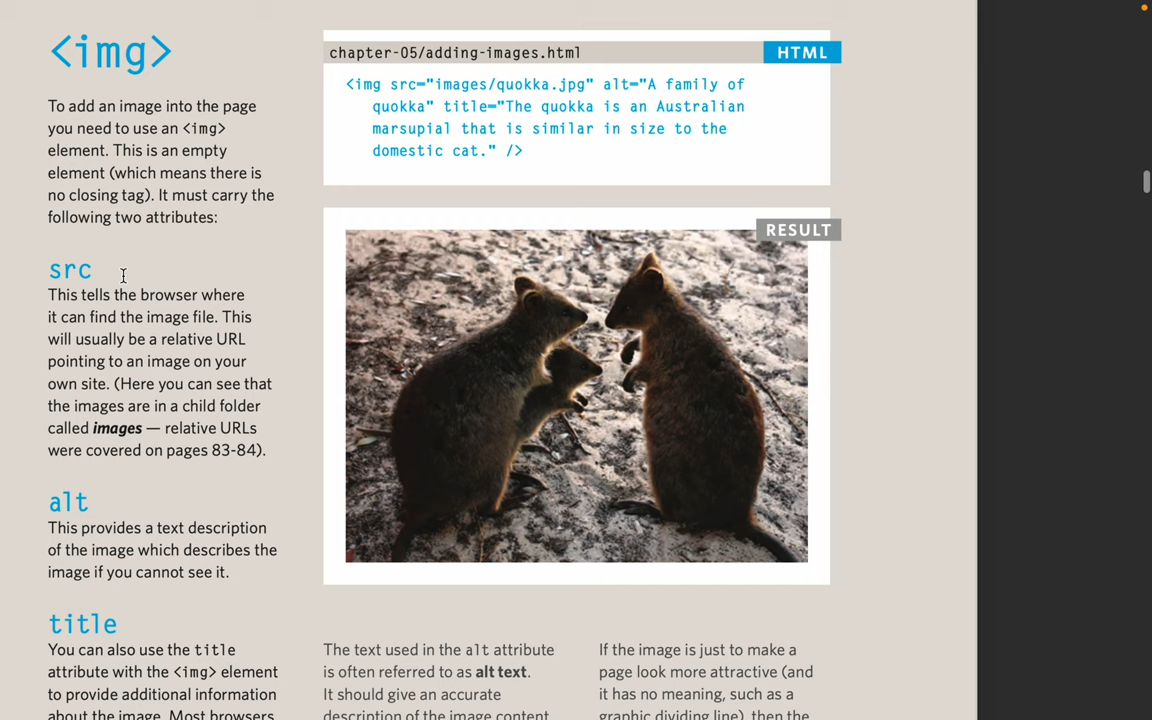 <img>
To add an image into the page
you need to use an <img>
element. This is an empty
element (which means there is
no closing tag). It must carry the
following two attributes:
src
This tells the browser where
it can find the image file. This
will usually be a relative URL
pointing to an image on your
own site. (Here you can see that
the images are in a child folder
called images — relative URLs
were covered on pages 83-84).
alt
This provides a text description
of the image which describes the
image if you cannot see it.
title
You can also use the title
attribute with the <img> element
to provide additional information
about the image. Most browsers
chapter-05/adding-images.html
HTML
<img src="images/quokka.jpg" alt="A family of
quokka" title="The quokka is an Australian
marsupial that is similar in size to the
domestic cat." />
RESULT
The text used in the alt attribute
is often referred to as alt text.
It should give an accurate
description of the image content
If the image is just to make a
page look more attractive (and
it has no meaning, such as a
graphic dividing line), then the